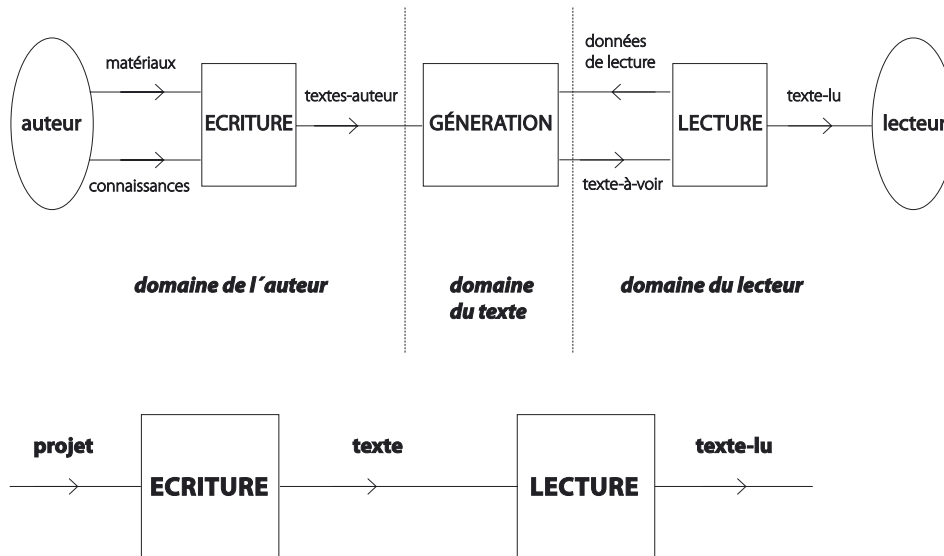 auteur
matériaux
connaissances
ECRITURE
textes-auteur
GÉNERATION
données
de lecture
texte-à-voir
LECTURE
texte-lu
lecteur
domaine de l´auteur
domaine
du texte
domaine du lecteur
projet
ECRITURE
texte
LECTURE
texte-lu